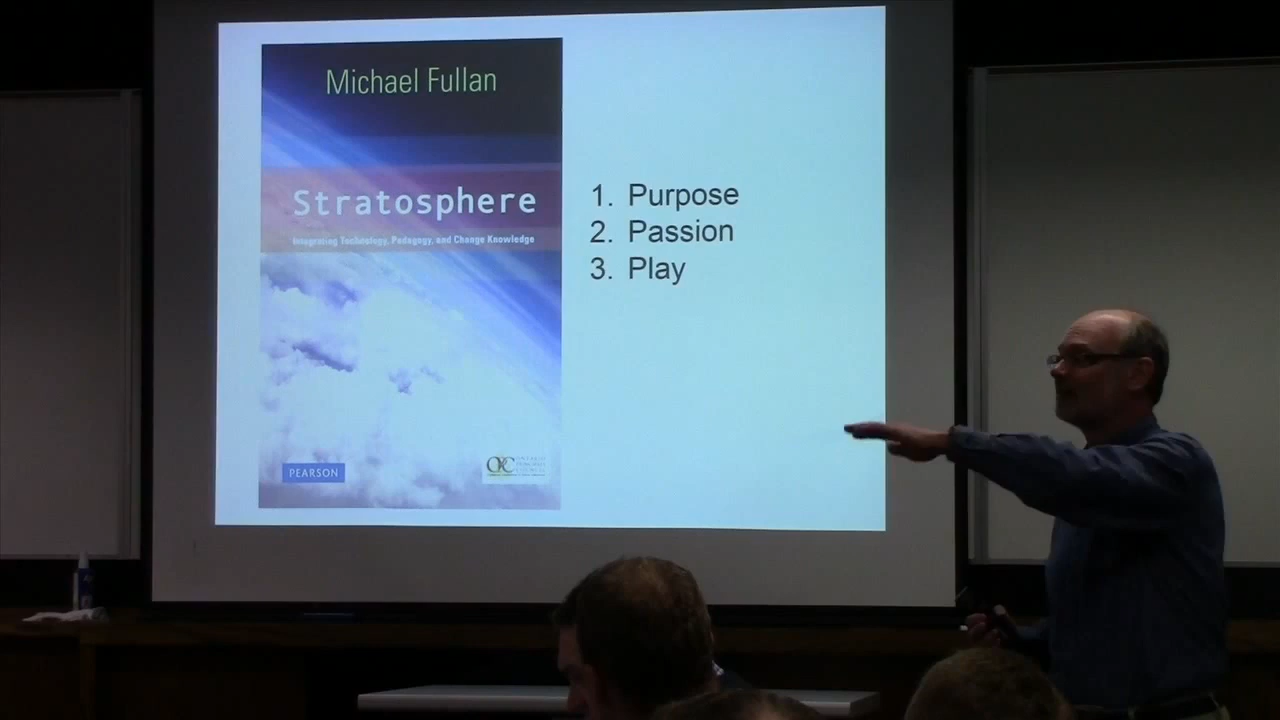 Michael Fullan
Stratosphere
Integrating Technology, Pedagogy, and Change Knowledge
PEARSON
1. Purpose
2. Passion
3. Play